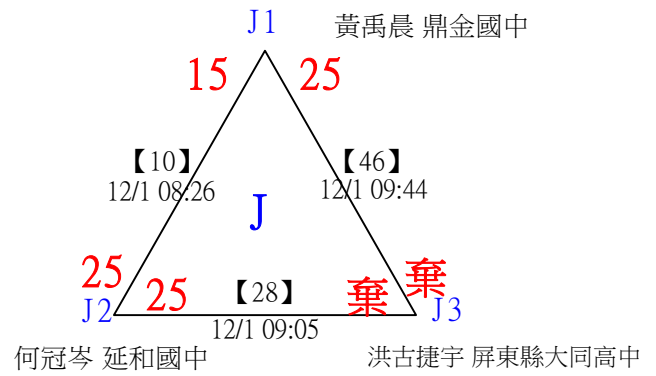 J1
黃禹晨 鼎金國中
15
25
【10】
12/1 08:26
【46】
12/1 09:44
J
25
25
【28】
棄
棄
J2
J3
12/1 09:05
何冠岑 延和國中
洪古捷宇 屏東縣大同高中